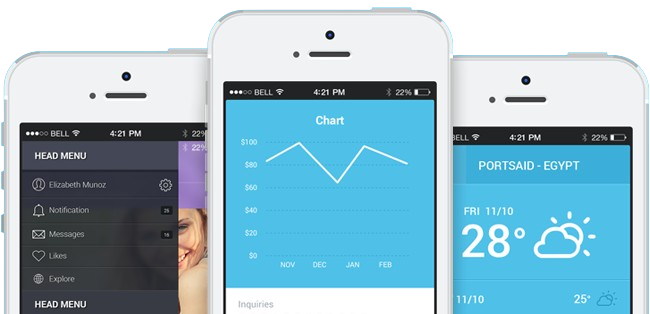 BELL 4:21 PM 22%
HEAD MENU
22%
Elizabeth Munoz
Notification 35
Messages 16
Likes
Explore
HEAD MENU
BELL 4:21 PM 22%
Chart
$100
$80
$60
$40
$20
$0
NOV DEC JAN FEB
Inquiries
BELL 4:21 PM 22%
PORTSAID - EGYPT
FRI 11/10
28°
11/10 25°